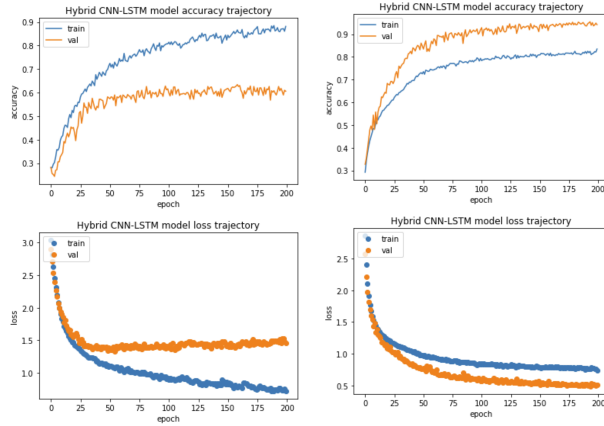 Hybrid CNN-LSTM model accuracy trajectory
0.9
0.8
0.7
0.6
0.5
0.4
0.3
accuracy
train
val
0 25 50 75 100 125 150 175 200
epoch
Hybrid CNN-LSTM model accuracy trajectory
0.9
0.8
0.7
0.6
0.5
0.4
0.3
accuracy
train
val
0 25 50 75 100 125 150 175 200
epoch
Hybrid CNN-LSTM model loss trajectory
3.0
2.5
2.0
1.5
1.0
loss
train
val
0 25 50 75 100 125 150 175 200
epoch
Hybrid CNN-LSTM model loss trajectory
3.0
2.5
2.0
1.5
1.0
0.5
loss
train
val
0 25 50 75 100 125 150 175 200
epoch